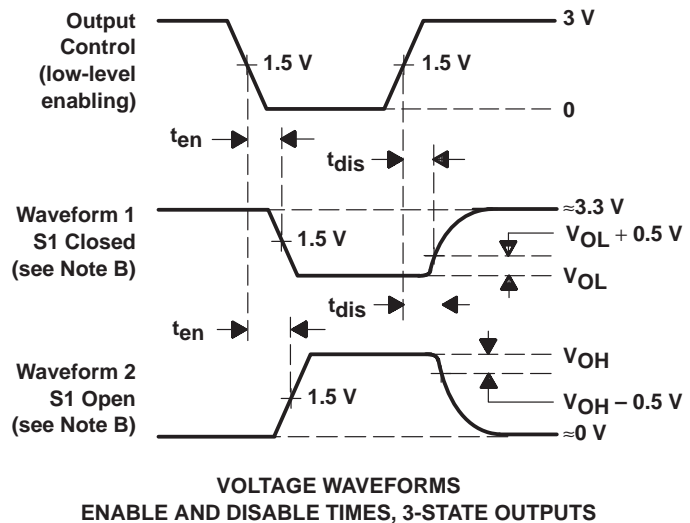 Output
Control
(low-level
enabling)
3 V
1.5 V
1.5 V
0
ten
tdis
Waveform 1
S1 Closed
(see Note B)
≈3.3 V
1.5 V
VOL + 0.5 V
VOL
ten
tdis
Waveform 2
S1 Open
(see Note B)
VOH
1.5 V
VOH – 0.5 V
≈0 V
VOLTAGE WAVEFORMS
ENABLE AND DISABLE TIMES, 3-STATE OUTPUTS